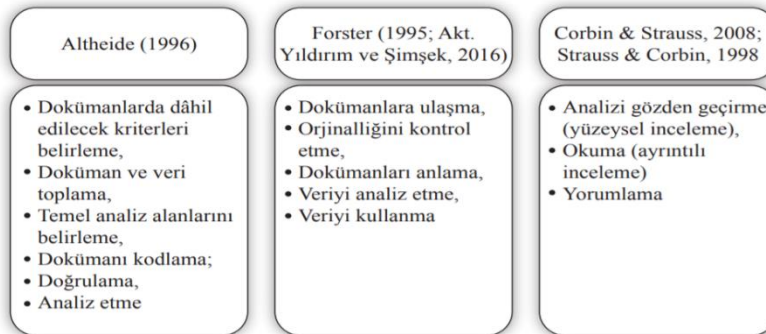 Altheide (1996)
• Dokümanlarda dâhil
edilecek kriterleri
belirleme,
• Doküman ve veri
toplama,
• Temel analiz alanlarını
belirleme,
• Dokümanı kodlama;
• Doğrulama,
• Analiz etme
Forster (1995; Akt.
Yıldırım ve Şimşek, 2016)
• Dokümanlara ulaşma,
• Orjinalliğini kontrol
etme,
• Dokümanları anlama,
• Veriyi analiz etme,
• Veriyi kullanma
Corbin & Strauss, 2008;
Strauss & Corbin, 1998
• Analizi gözden geçirme
(yüzeysel inceleme),
• Okuma (ayrıntılı
inceleme)
• Yorumlama